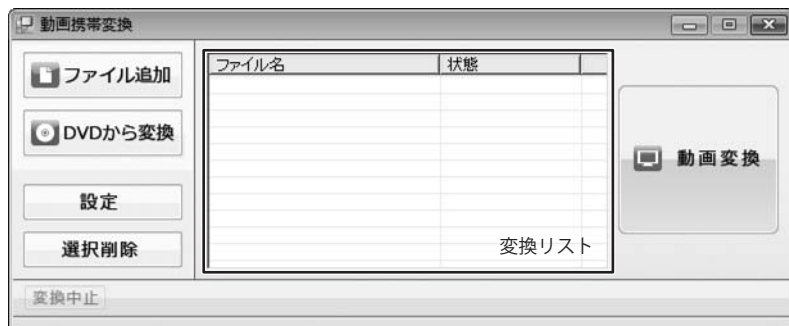 動画携帯変換
ファイル追加
DVDから変換
設定
選択削除
ファイル名 状態
変換リスト
動画変換
変換中止